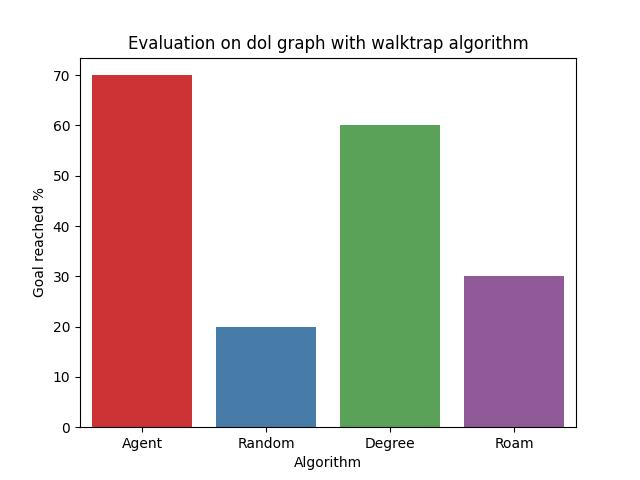 Evaluation on dol graph with walktrap algorithm
Goal reached %
70
60
50
40
30
20
10
0
Agent Random Degree Roam
Algorithm